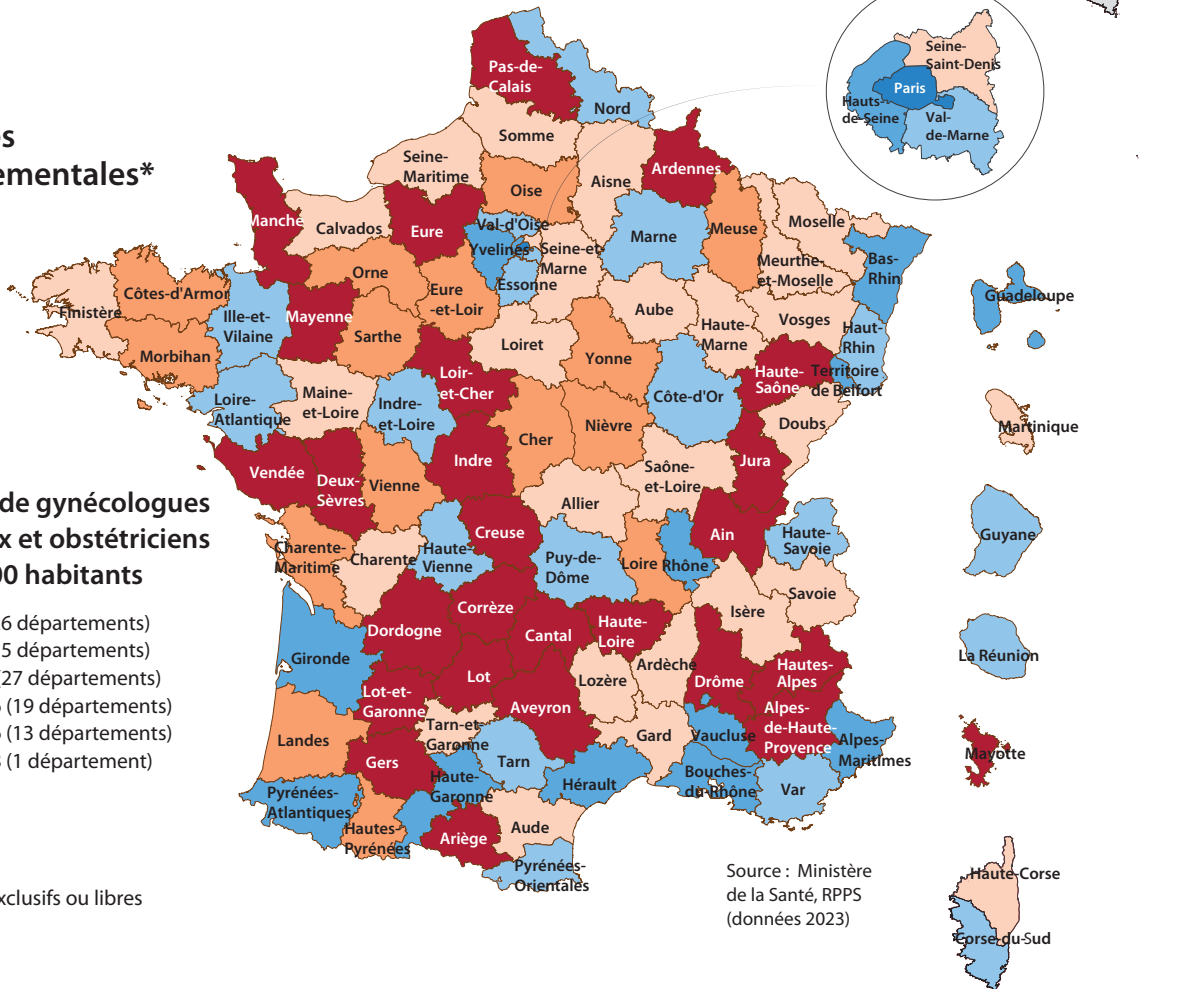 ementales*
de gynécologues
x et obstétriciens
00 habitants
6 départements)
5 départements)
(27 départements)
(19 départements)
(13 départements)
(1 département)
xclusifs ou libres
Pas-de-
Calais
Nord
Somme
Seine-
Maritime
Oise
Aisne
Ardennes
Manche
Calvados
Eure
Val-d'Oise
Yvelines
Seine-et-
Marne
Essonne
Marne
Meuse
Moselle
Meurthe-
et-Moselle
Bas-
Rhin
Finistère
Côtes-d'Armor
Morbihan
Ille-et-
Vilaine
Orne
Mayenne
Sarthe
Eure
-et-Loir
Loiret
Yonne
Aube
Haute-
Marne
Vosges
Haut-
Rhin
Territoire
de Belfort
Haute-
Saône
Loire-
Atlantique
Maine-
et-Loire
Indre-
et-Loire
Loir-
et-Cher
Cher
Nièvre
Côte-d'Or
Doubs
Jura
Vendée
Deux-
Sèvres
Vienne
Indre
Allier
Saône-
et-Loire
Ain
Haute-
Savoie
Charente-
Maritime
Charente
Haute-
Vienne
Creuse
Puy-de-
Dôme
Loire
Rhône
Savoie
Isère
Gironde
Dordogne
Corrèze
Cantal
Haute-
Loire
Ardèche
Drôme
Hautes-
Alpes
Lot-et-
Garonne
Lot
Aveyron
Lozère
Landes
Tarn-et-
Garonne
Gers
Tarn
Gard
Vaucluse
Alpes-
de-Haute-
Provence
Alpes-
Maritimes
Pyrénées-
Atlantiques
Hautes-
Pyrénées
Haute-
Garonne
Hérault
Bouches-
du-Rhône
Var
Ariège
Aude
Pyrénées-
Orientales
Seine-
Saint-Denis
Paris
Hauts-
de-Seine
Val-
de-Marne
Guadeloupe
Martinique
Guyane
La Réunion
Mayotte
Haute-Corse
Corse-du-Sud
Source : Ministère
de la Santé, RPPS
(données 2023)